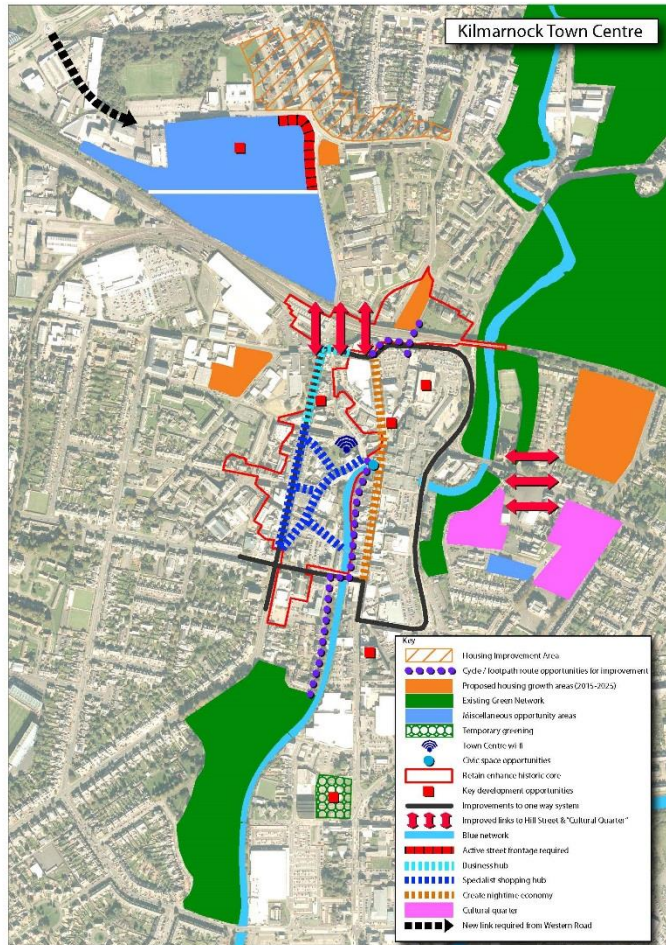 Kilmarnock Town Centre
Key
Housing Improvement Area
Cycle / footpath route opportunities for improvement
Proposed housing growth areas (2015-2025)
Existing Green Network
Miscellaneous opportunity areas
Temporary greening
Town Centre wi-fi
Civic space opportunities
Retain enhance historic core
Key development opportunities
Improvements to one way system
Improved links to Hill Street & "Cultural Quarter"
Blue network
Active street frontage required
Business hub
Specialist shopping hub
Create nightime economy
Cultural quarter
New link required from Western Road